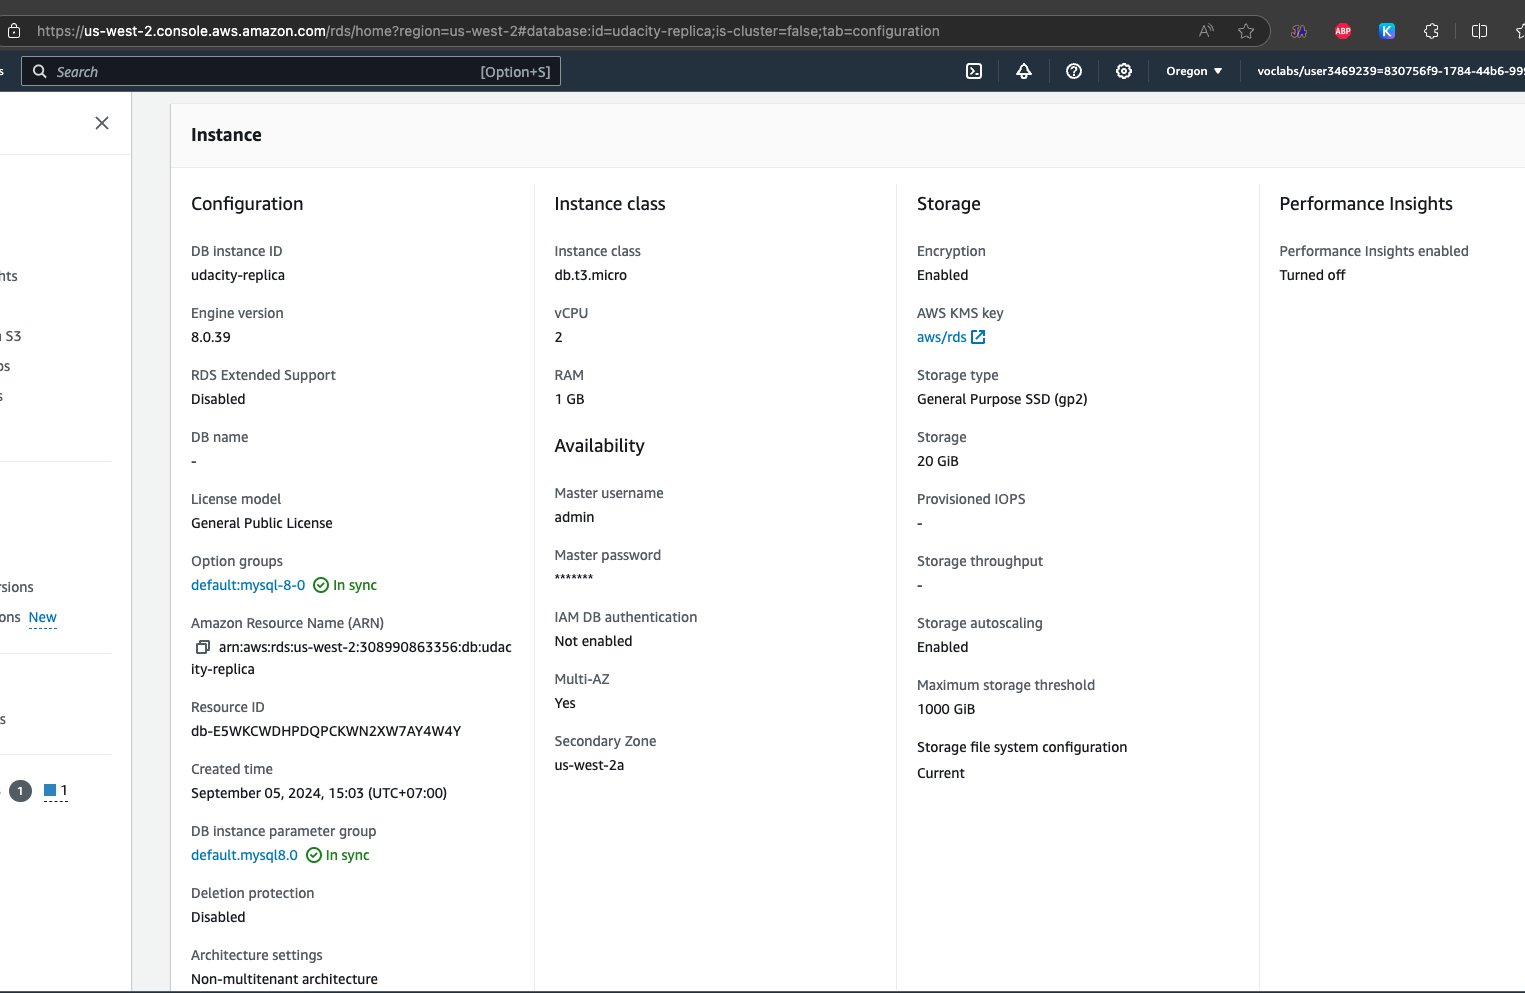 https://us-west-2.console.aws.amazon.com/rds/home?region=us-west-2#database:id=udacity-replica;is-cluster=false;tab=configuration
ABP
K
s
Search
[Option+S]
Oregon
voclabs/user3469239=830756f9-1784-44b6-999
hts
S3
os
s
rsions
ons New
s
1
1
Instance
Configuration
DB instance ID
udacity-replica
Engine version
8.0.39
RDS Extended Support
Disabled
DB name
-
License model
General Public License
Option groups
default:mysql-8-0 In sync
Amazon Resource Name (ARN)
arn:aws:rds:us-west-2:308990863356:db:udac
ity-replica
Resource ID
db-E5WKCWDHPDQPCKWN2XW7AY4W4Y
Created time
September 05, 2024, 15:03 (UTC+07:00)
DB instance parameter group
default.mysql8.0 In sync
Deletion protection
Disabled
Architecture settings
Non-multitenant architecture
Instance class
Instance class
db.t3.micro
vCPU
2
RAM
1 GB
Availability
Master username
admin
Master password
*******
IAM DB authentication
Not enabled
Multi-AZ
Yes
Secondary Zone
us-west-2a
Storage
Encryption
Enabled
AWS KMS key
aws/rds
Storage type
General Purpose SSD (gp2)
Storage
20 GiB
Provisioned IOPS
-
Storage throughput
-
Storage autoscaling
Enabled
Maximum storage threshold
1000 GiB
Storage file system configuration
Current
Performance Insights
Performance Insights enabled
Turned off